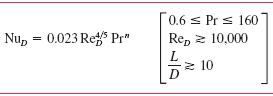 Nu_D = 0.023 Re_D^{4/5} Pr^n
0.6 ≤ Pr ≤ 160
Re_D ≳ 10,000
L/D ≳ 10